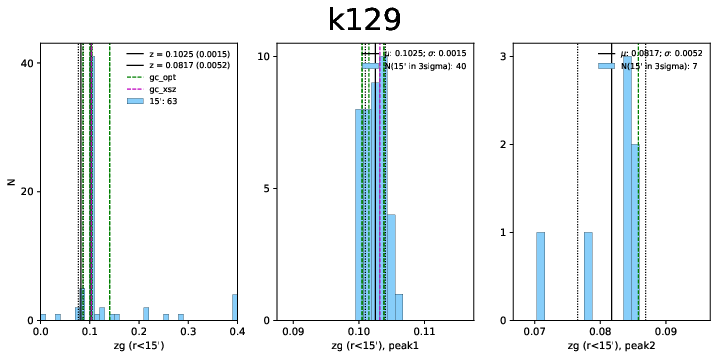 k129
z = 0.1025 (0.0015)
z = 0.0817 (0.0052)
gc_opt
gc_xsz
15': 63
N
0
20
40
0.0 0.1 0.2 0.3 0.4
zg (r<15')
μ: 0.1025; σ: 0.0015
N(15' in 3sigma): 40
0
5
10
0.09 0.10 0.11
zg (r<15'), peak1
μ: 0.0817; σ: 0.0052
N(15' in 3sigma): 7
0
1
2
3
0.07 0.08 0.09
zg (r<15'), peak2